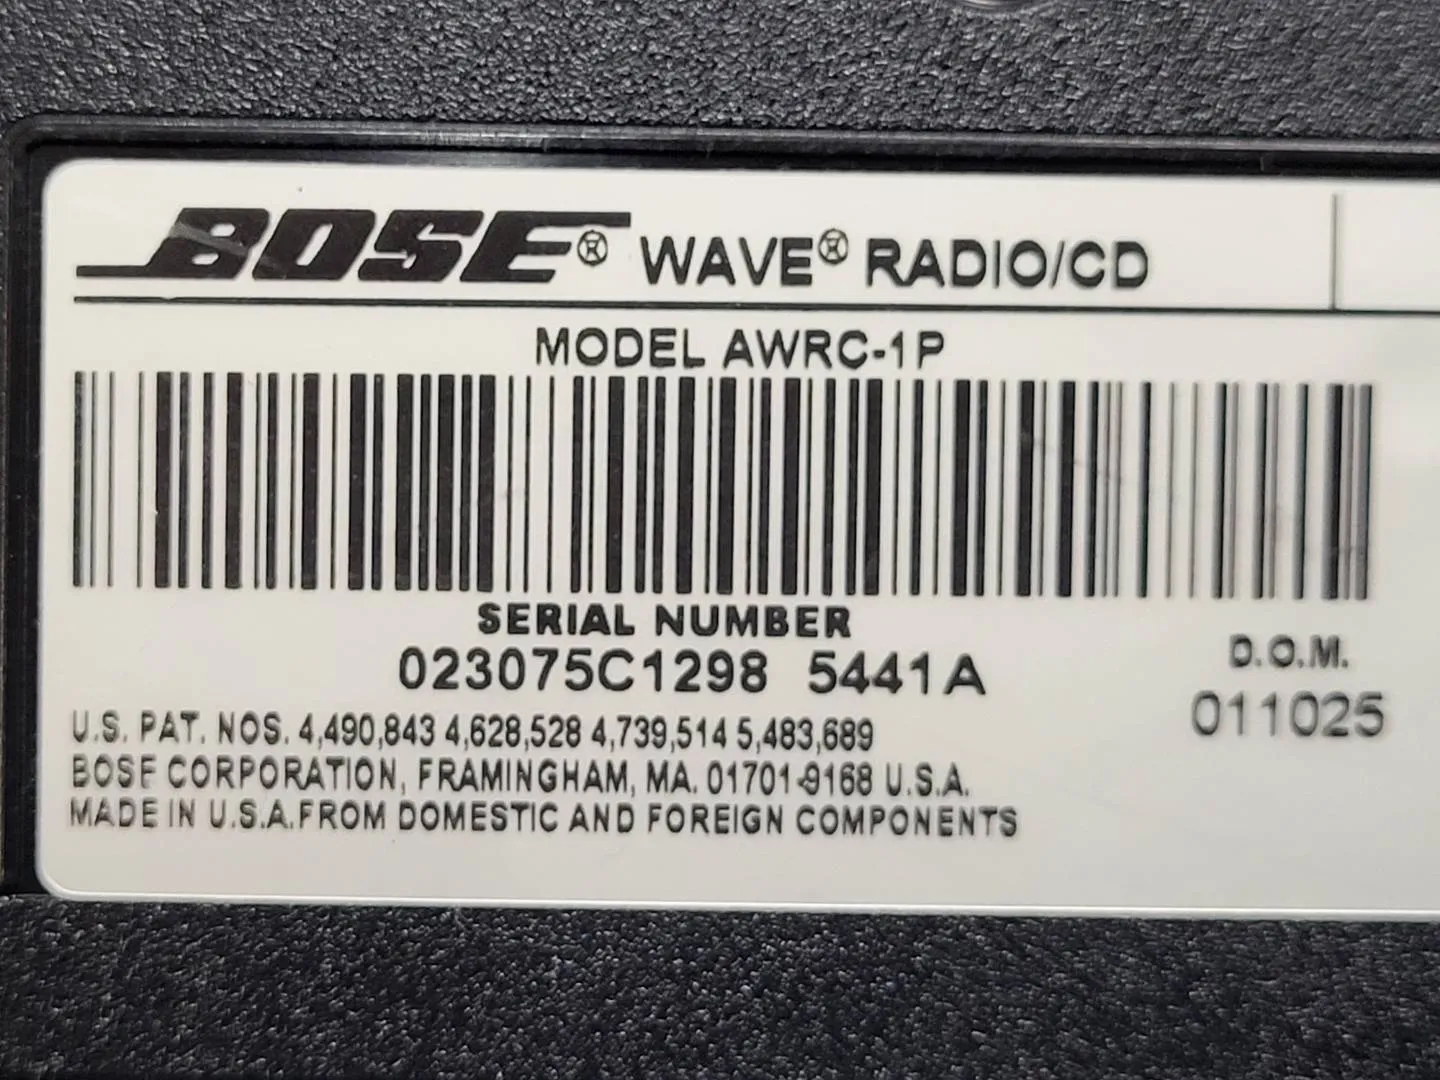 BOSE® WAVE® RADIO/CD
MODEL AWRC-1P
SERIAL NUMBER
023075C1298 5441A
D.O.M.
011025
U.S. PAT. NOS. 4,490,843 4,628,528 4,739,514 5,483,689
BOSE CORPORATION, FRAMINGHAM, MA. 01701-9168 U.S.A.
MADE IN U.S.A.FROM DOMESTIC AND FOREIGN COMPONENTS